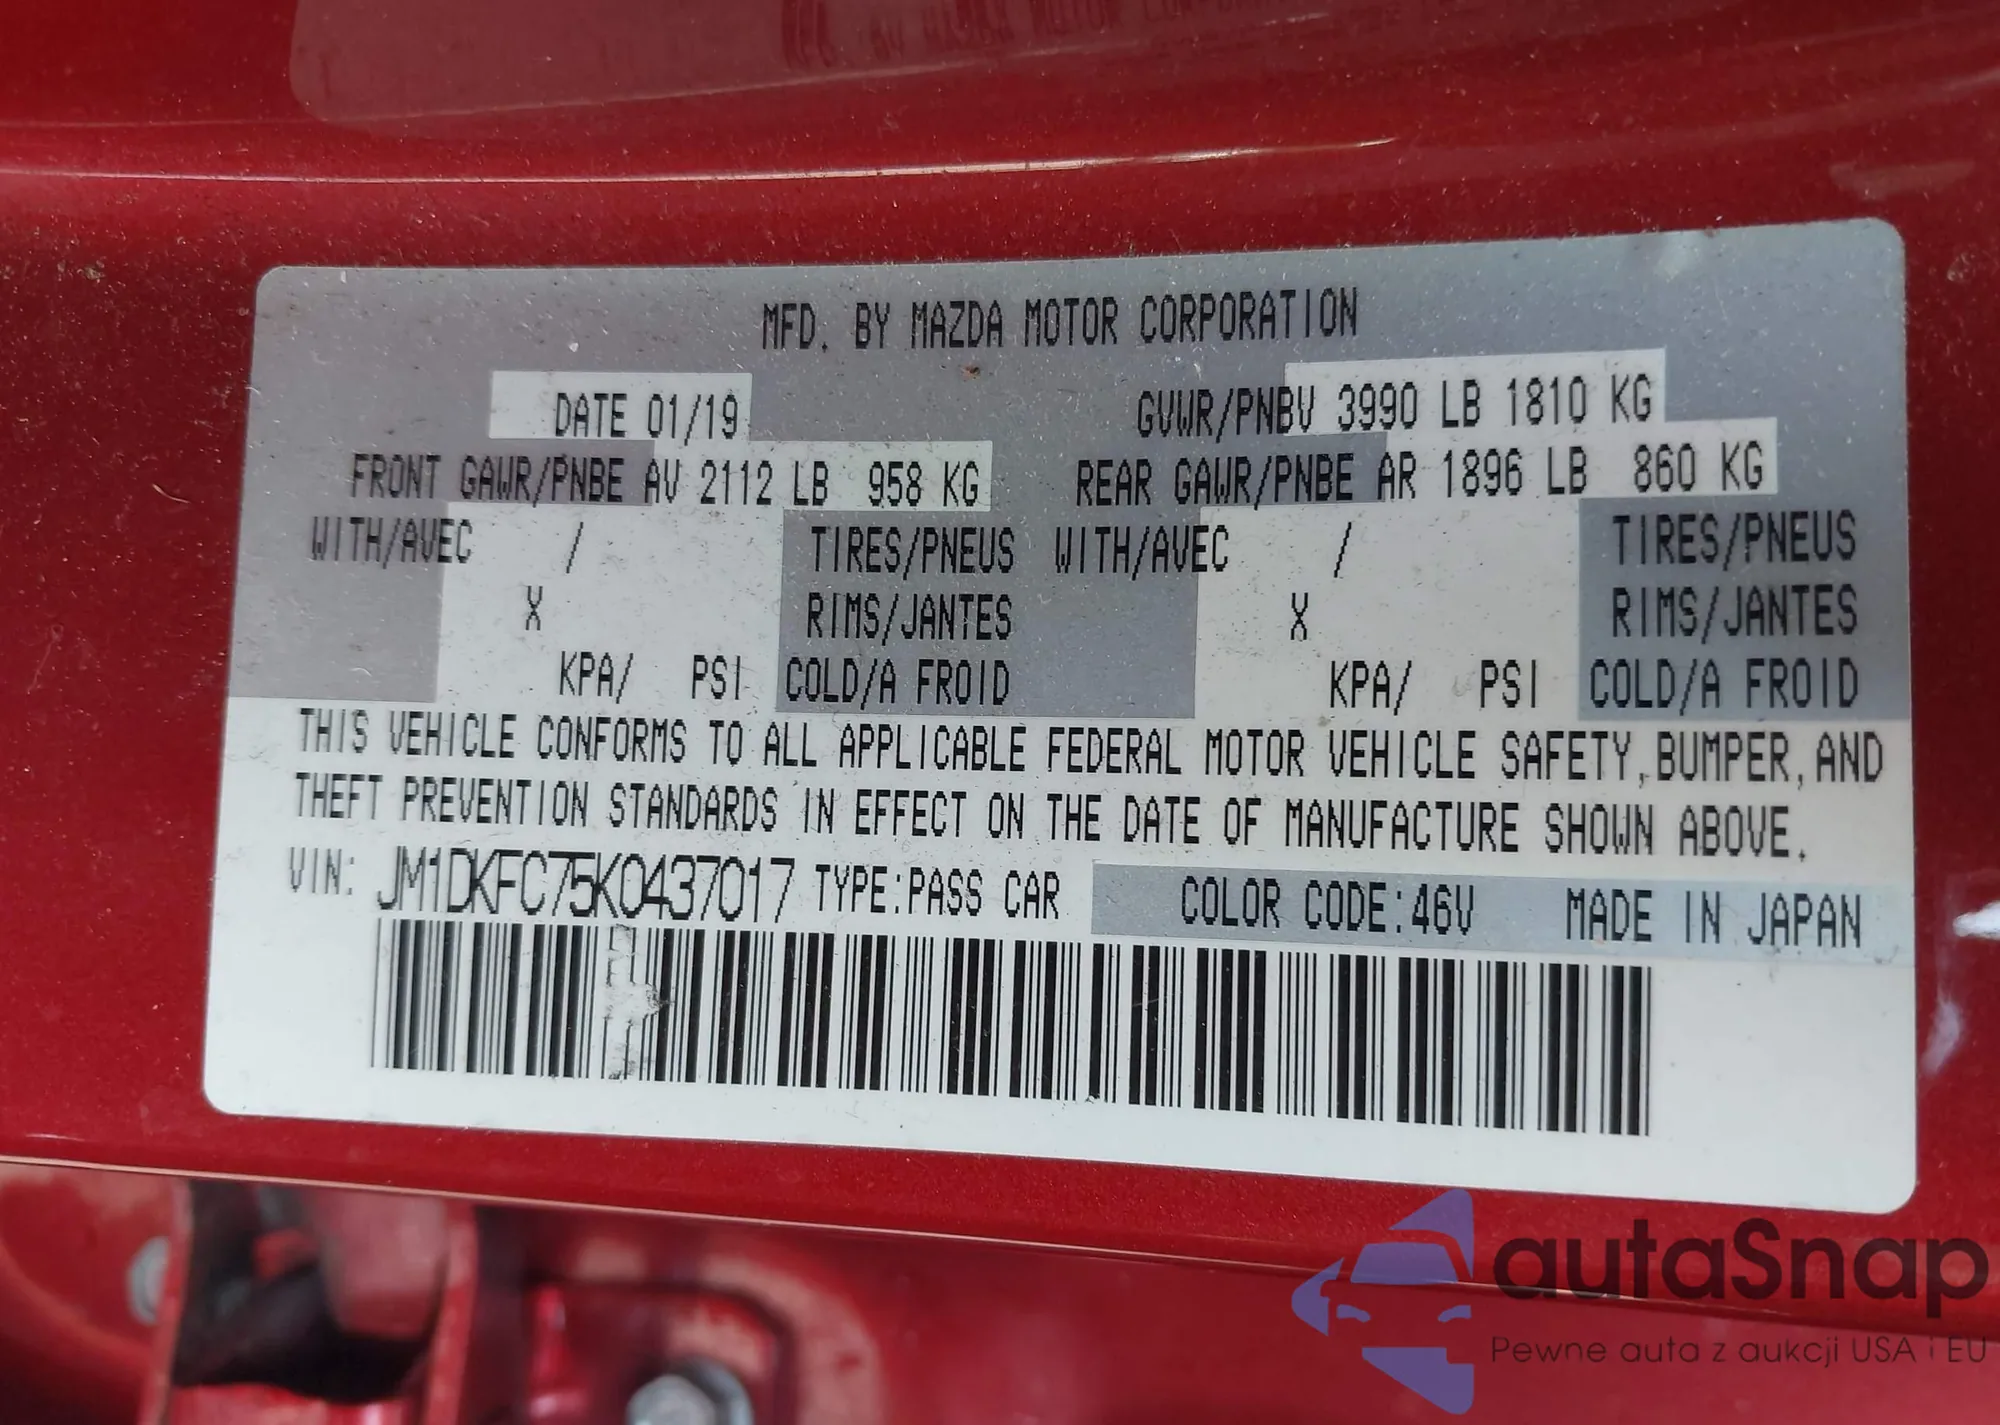 MFD. BY MAZDA MOTOR CORPORATION
DATE 01/19 GVWR/PNBV 3990 LB 1810 KG
FRONT GAWR/PNBE AV 2112 LB 958 KG REAR GAWR/PNBE AR 1896 LB 860 KG
WITH/AVEC / TIRES/PNEUS WITH/AVEC / TIRES/PNEUS
X RIMS/JANTES X RIMS/JANTES
KPA/ PSI COLD/A FROID KPA/ PSI COLD/A FROID
THIS VEHICLE CONFORMS TO ALL APPLICABLE FEDERAL MOTOR VEHICLE SAFETY, BUMPER, AND
THEFT PREVENTION STANDARDS IN EFFECT ON THE DATE OF MANUFACTURE SHOWN ABOVE.
VIN: JM1DKFC75K0437017 TYPE: PASS CAR COLOR CODE: 46V MADE IN JAPAN
autaSnap
Pewne auta z aukcji USA i EU